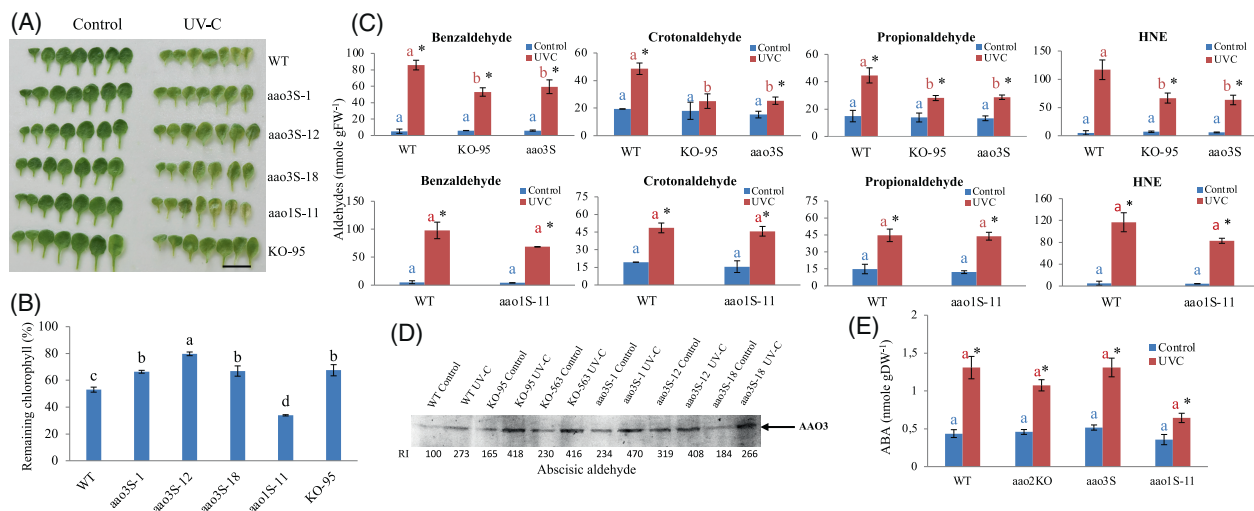 (A)
Control UV-C
WT
aao3S-1
aao3S-12
aao3S-18
aao1S-11
KO-95
(B)
Remaining chlorophyll (%)
100
80
60
40
20
0
c b a b d b
WT aao3S-1 aao3S-12 aao3S-18 aao1S-11 KO-95
(C)
Aldehydes (nmole gFW⁻¹)
Benzaldehyde
Control
UVC
100
90
80
70
60
50
40
30
20
10
0
a a* a b* a b*
WT KO-95 aao3S
Crotonaldehyde
Control
UVC
60
40
20
0
a a* a b a b*
WT KO-95 aao3S
Propionaldehyde
Control
UVC
60
40
20
0
a a* a b* a b*
WT KO-95 aao3S
HNE
Control
UVC
150
100
50
0
a a a b* a b*
WT KO-95 aao3S
Benzaldehyde
Control
UVC
150
100
50
0
a a* a a*
WT aao1S-11
Crotonaldehyde
Control
UVC
75
60
45
30
15
0
a a* a a*
WT aao1S-11
Propionaldehyde
Control
UVC
75
60
45
30
15
0
a a* a a*
WT aao1S-11
HNE
Control
UVC
160
120
80
40
0
a a* a a*
WT aao1S-11
(D)
WT Control
WT UV-C
KO-95 Control
KO-95 UV-C
KO-563 Control
KO-563 UV-C
aao3S-1 Control
aao3S-1 UV-C
aao3S-12 Control
aao3S-12 UV-C
aao3S-18 Control
aao3S-18 UV-C
AAO3
RI 100 273 165 418 230 416 234 470 319 408 184 266
Abscisic aldehyde
(E)
ABA (nmole gDW⁻¹)
Control
UVC
2
1,5
1
0,5
0
a a* a a* a a* a a*
WT aao2KO aao3S aao1S-11